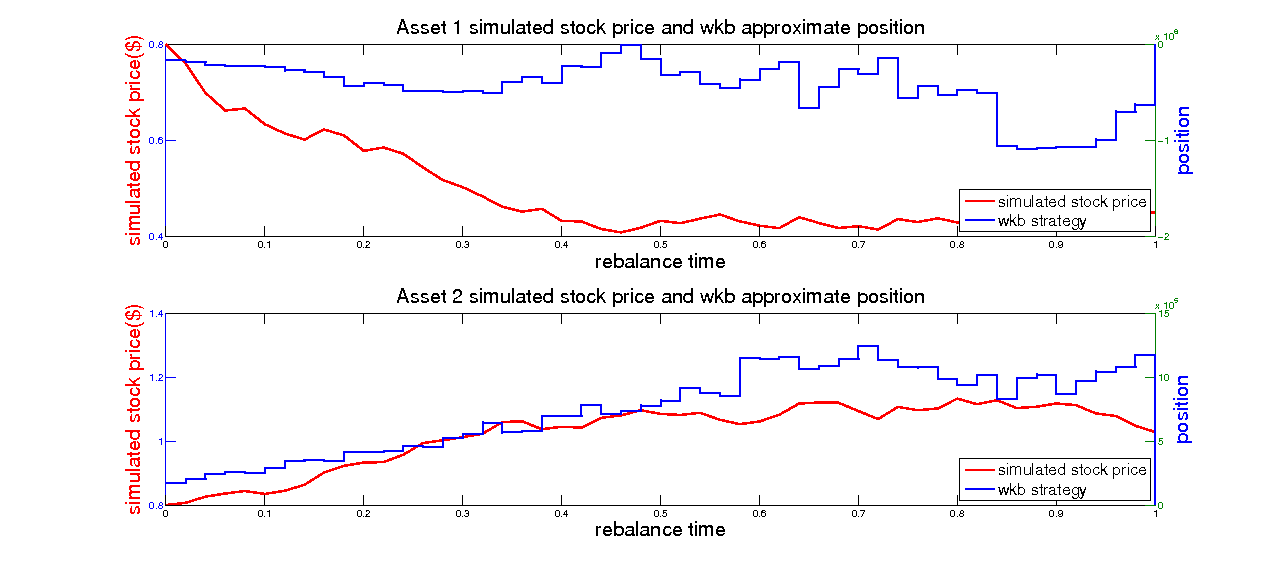 Asset 1 simulated stock price and wkb approximate position
simulated stock price($)
0.8
0.6
0.4
0
-1
-2
position
simulated stock price
wkb strategy
0 0.1 0.2 0.3 0.4 0.5 0.6 0.7 0.8 0.9 1
rebalance time
Asset 2 simulated stock price and wkb approximate position
simulated stock price($)
1.4
1.2
1
0.8
15
10
5
0
position
simulated stock price
wkb strategy
0 0.1 0.2 0.3 0.4 0.5 0.6 0.7 0.8 0.9 1
rebalance time